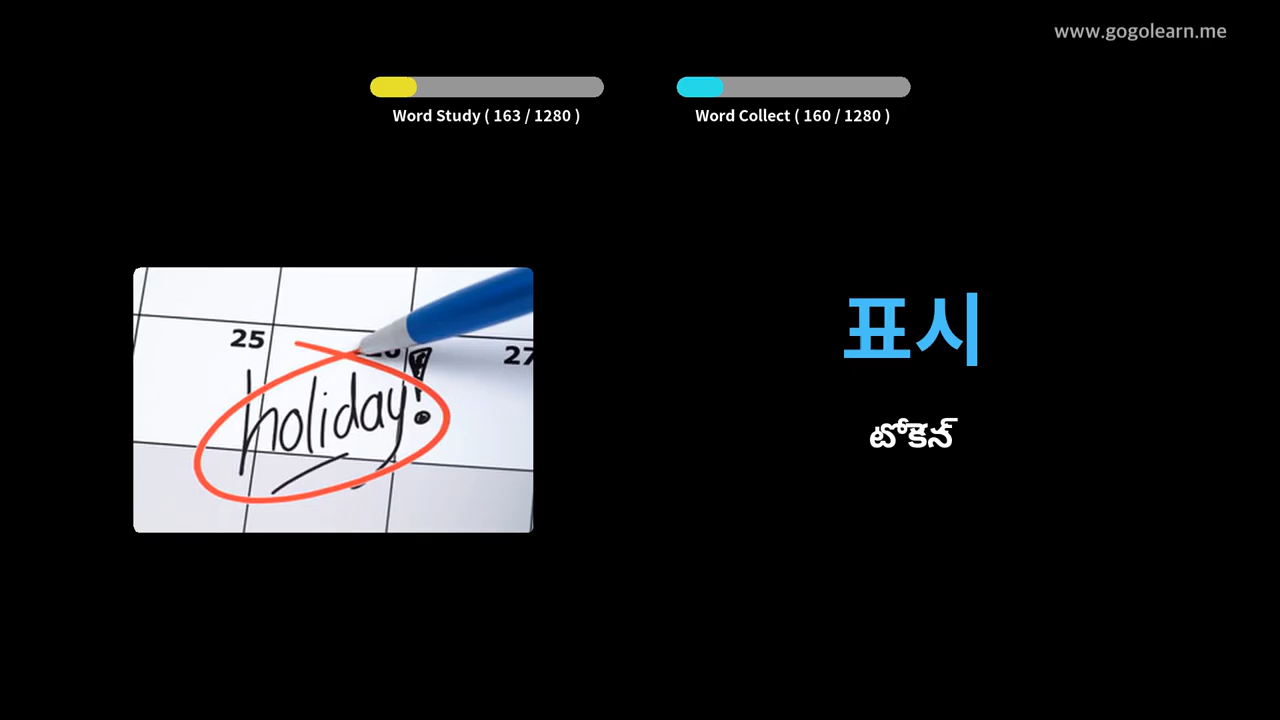 www.gogolearn.me
Word Study ( 163 / 1280 )
Word Collect ( 160 / 1280 )
표시
టోకెన్
25
27
holiday!